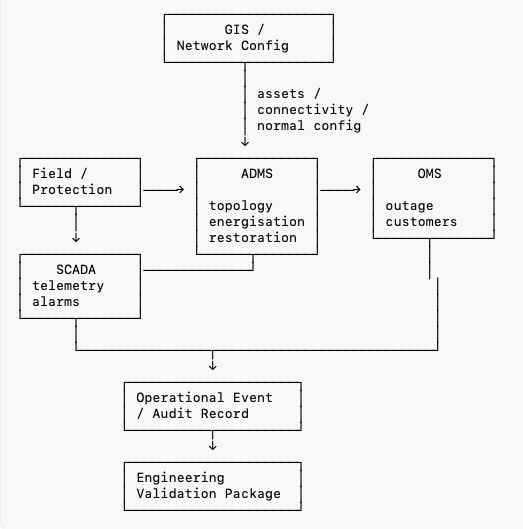 GIS /
Network Config
assets /
connectivity /
normal config
Field /
Protection
ADMS
topology
energisation
restoration
OMS
outage
customers
SCADA
telemetry
alarms
Operational Event
/ Audit Record
Engineering
Validation Package